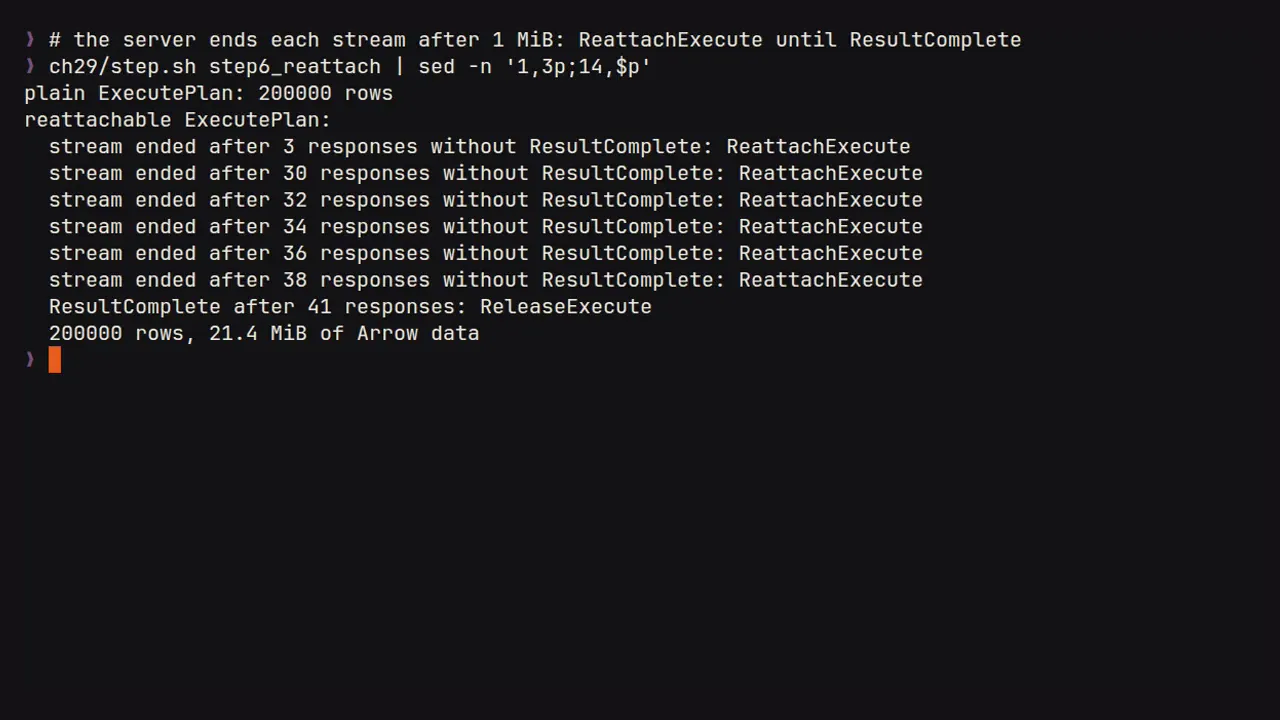 ❯ # the server ends each stream after 1 MiB: ReattachExecute until ResultComplete
❯ ch29/step.sh step6_reattach | sed -n '1,3p;14,$p'
plain ExecutePlan: 200000 rows
reattachable ExecutePlan:
  stream ended after 3 responses without ResultComplete: ReattachExecute
  stream ended after 30 responses without ResultComplete: ReattachExecute
  stream ended after 32 responses without ResultComplete: ReattachExecute
  stream ended after 34 responses without ResultComplete: ReattachExecute
  stream ended after 36 responses without ResultComplete: ReattachExecute
  stream ended after 38 responses without ResultComplete: ReattachExecute
  ResultComplete after 41 responses: ReleaseExecute
  200000 rows, 21.4 MiB of Arrow data
❯